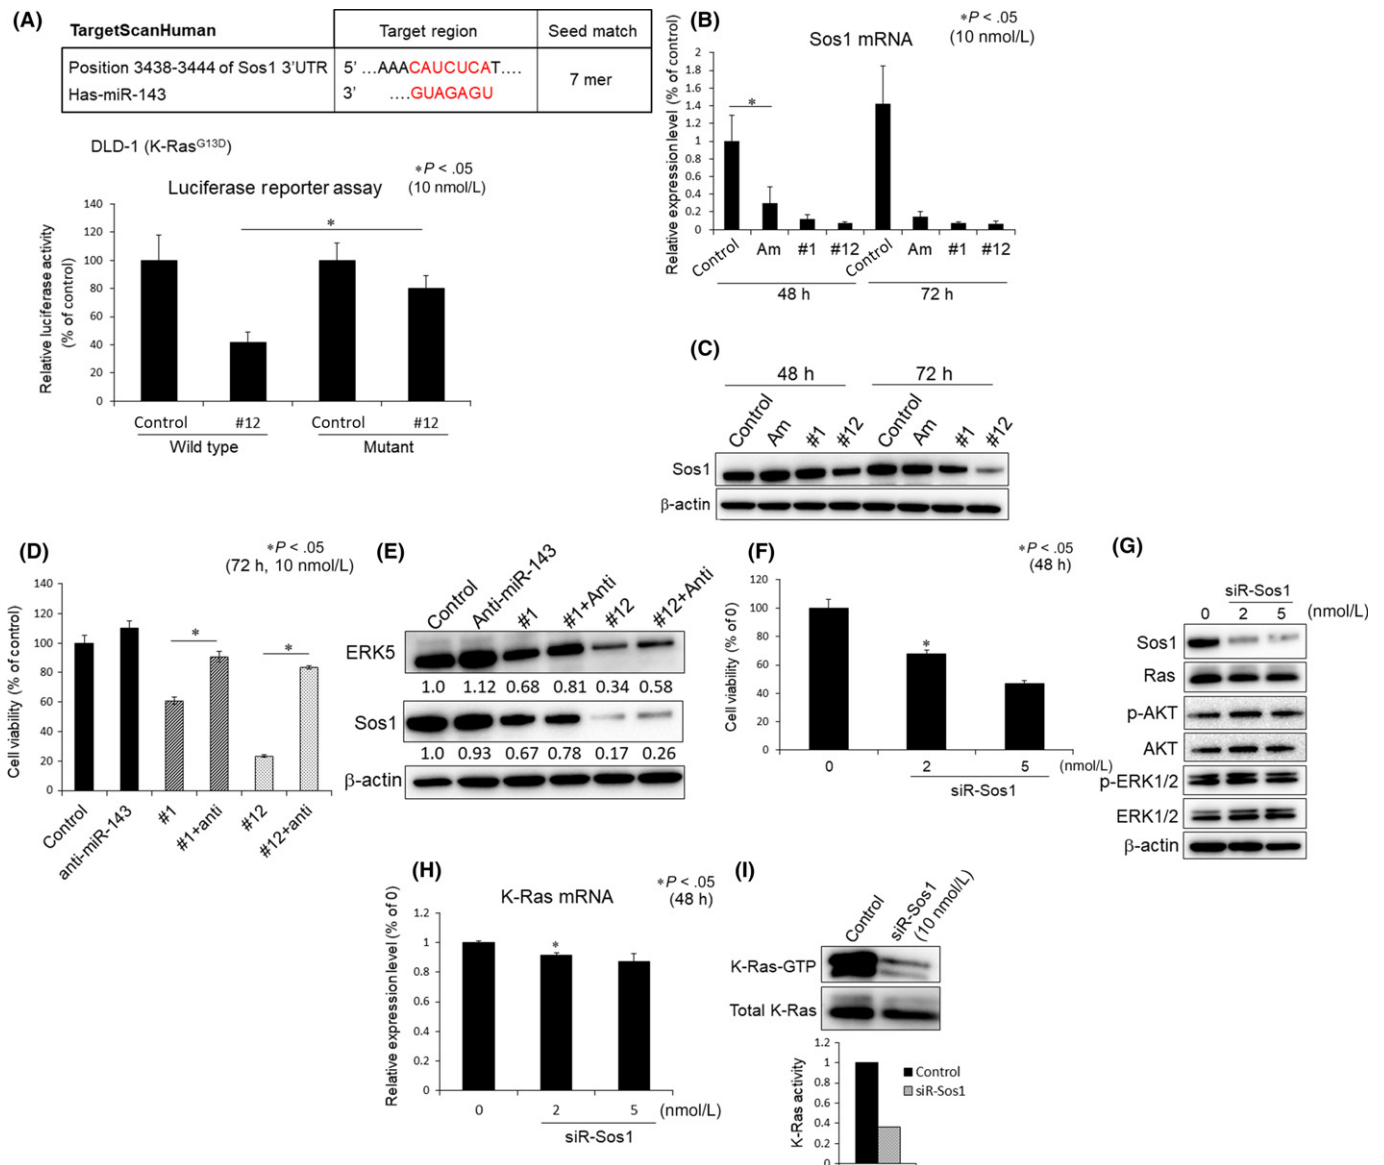 (A)
TargetScanHuman
Target region
Seed match
Position 3438-3444 of Sos1 3'UTR
5' ...AAACAUCUCAT....
7 mer
Has-miR-143
3' ....GUAGAGU
DLD-1 (K-Ras^G13D)
Luciferase reporter assay
*P < .05
(10 nmol/L)
Relative luciferase activity
(% of control)
140
120
100
80
60
40
20
0
*
Control #12 Control #12
Wild type Mutant
(B)
Sos1 mRNA
*P < .05
(10 nmol/L)
Relative expression level (% of control)
2
1.8
1.6
1.4
1.2
1
0.8
0.6
0.4
0.2
0
*
Control Am #1 #12 Control Am #1 #12
48 h 72 h
(C)
48 h 72 h
Control Am #1 #12 Control Am #1 #12
Sos1
β-actin
(D)
*P < .05
(72 h, 10 nmol/L)
Cell viability (% of control)
140
120
100
80
60
40
20
0
* *
Control anti-miR-143 #1 #1+anti #12 #12+anti
(E)
Control Anti-miR-143 #1 #1+Anti #12 #12+Anti
ERK5
1.0 1.12 0.68 0.81 0.34 0.58
Sos1
1.0 0.93 0.67 0.78 0.17 0.26
β-actin
(F)
*P < .05
(48 h)
Cell viability (% of 0)
120
100
80
60
40
20
0
*
0 2 5 (nmol/L)
siR-Sos1
(G)
siR-Sos1
0 2 5 (nmol/L)
Sos1
Ras
p-AKT
AKT
p-ERK1/2
ERK1/2
β-actin
(H)
K-Ras mRNA
*P < .05
(48 h)
Relative expression level (% of 0)
1.2
1
0.8
0.6
0.4
0.2
0
*
0 2 5 (nmol/L)
siR-Sos1
(I)
Control siR-Sos1
(10 nmol/L)
K-Ras-GTP
Total K-Ras
K-Ras activity
1.2
1
0.8
0.6
0.4
0.2
0
Control
siR-Sos1